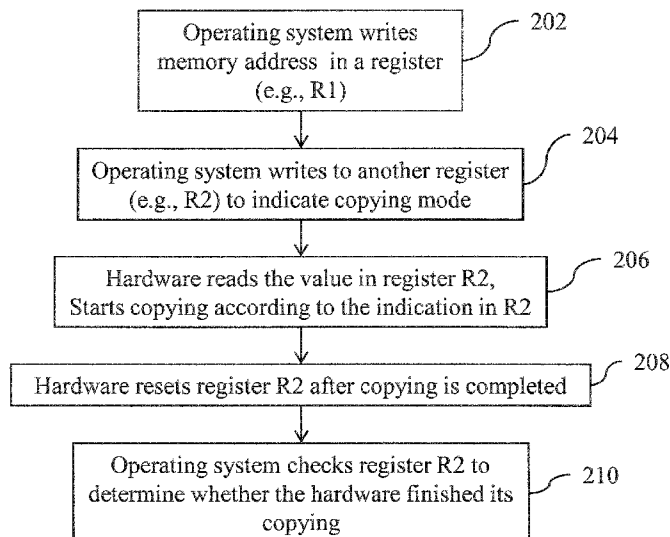 Operating system writes
memory address in a register
(e.g., R1)
202
Operating system writes to another register
(e.g., R2) to indicate copying mode
204
Hardware reads the value in register R2,
Starts copying according to the indication in R2
206
Hardware resets register R2 after copying is completed
208
Operating system checks register R2 to
determine whether the hardware finished its
copying
210